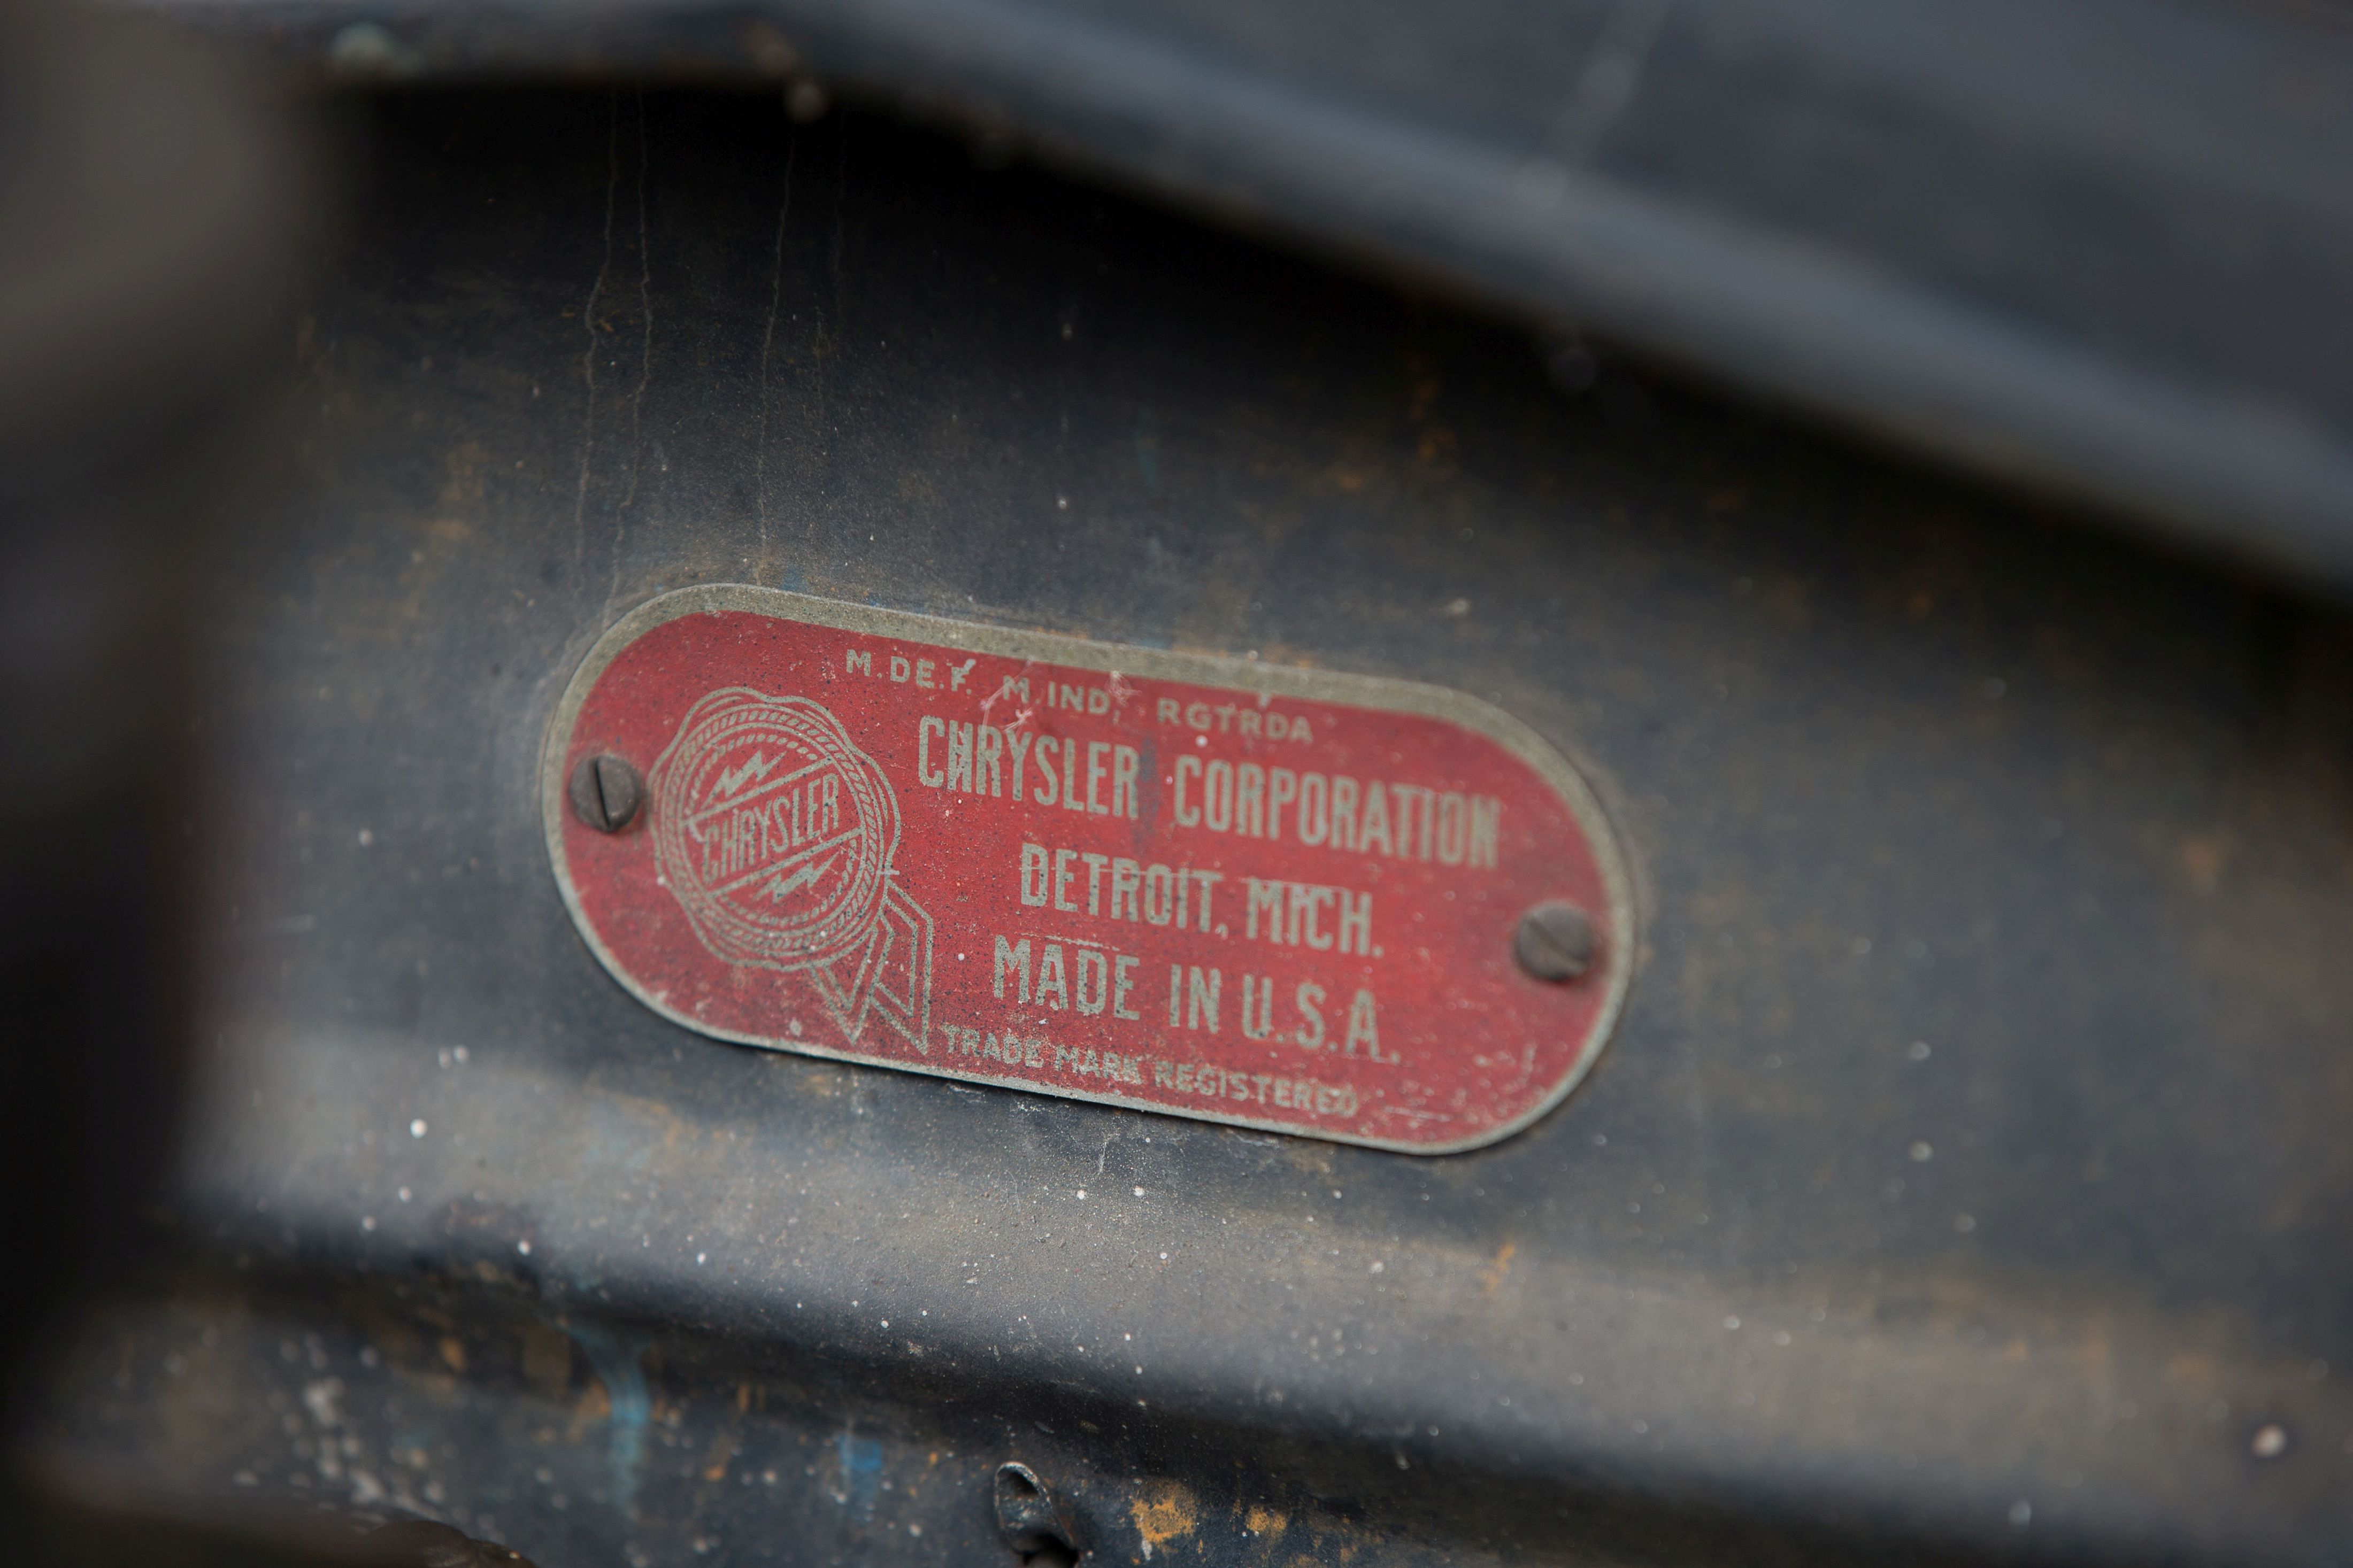 M.DE.F. M.IND, RGTRDA
CHRYSLER CORPORATION
CHRYSLER
DETROIT, MICH.
MADE IN U.S.A.
TRADE MARK REGISTERED